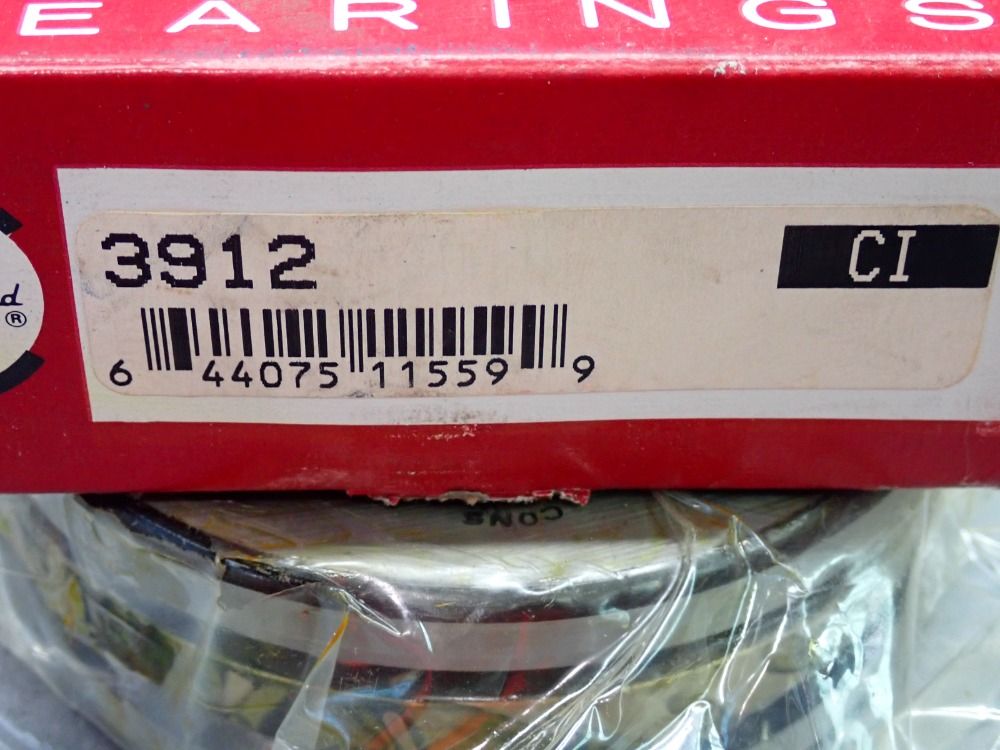 EARINGS
3912
CI
d
®
6 44075 11559 9
CONS